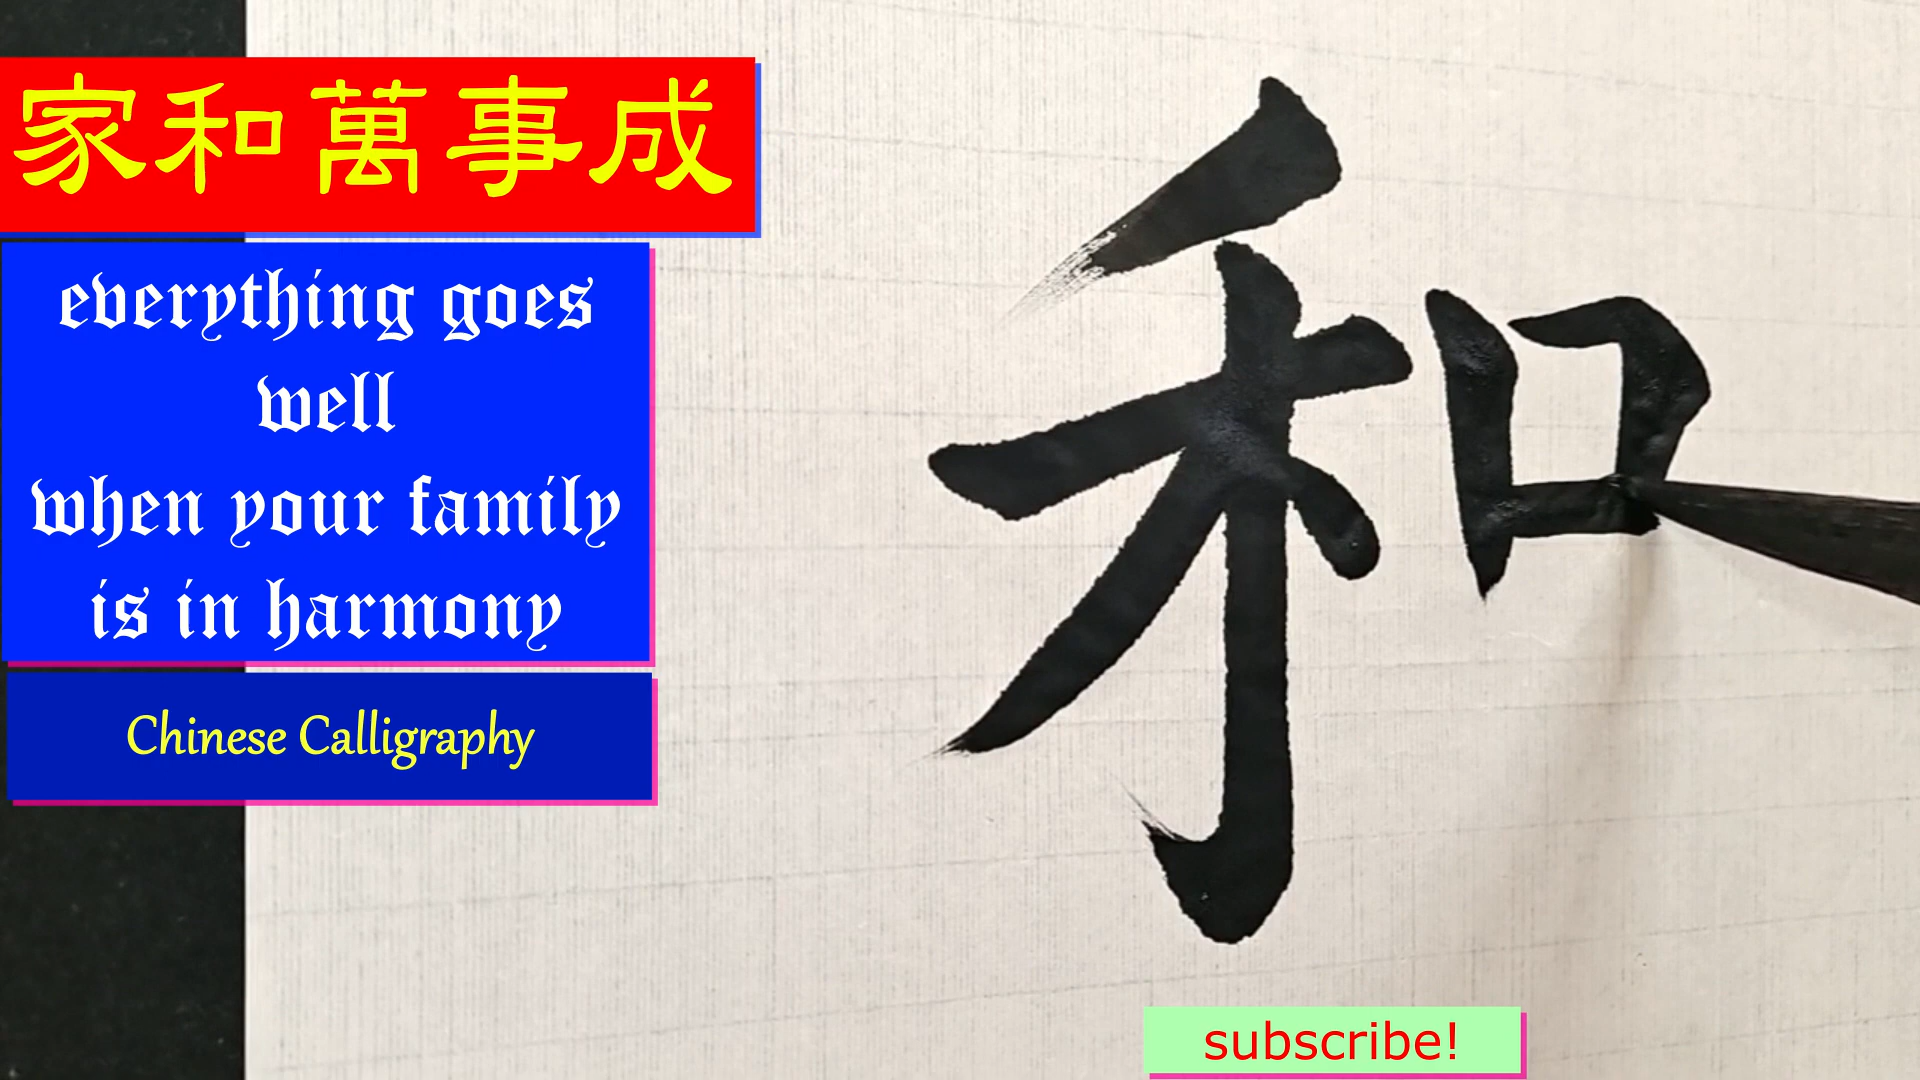 家和萬事成
everything goes
well
when your family
is in harmony
Chinese Calligraphy
和
subscribe!